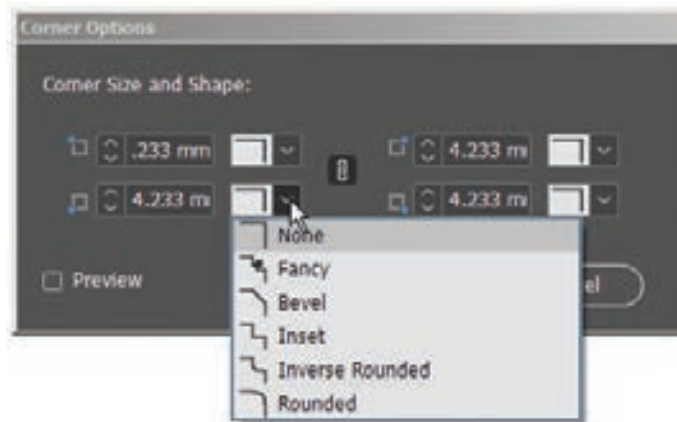 Corner Options
Corner Size and Shape:
.233 mm 4.233 m
4.233 m 4.233 m
None
Preview
Fancy
Bevel
el
Inset
Inverse Rounded
Rounded